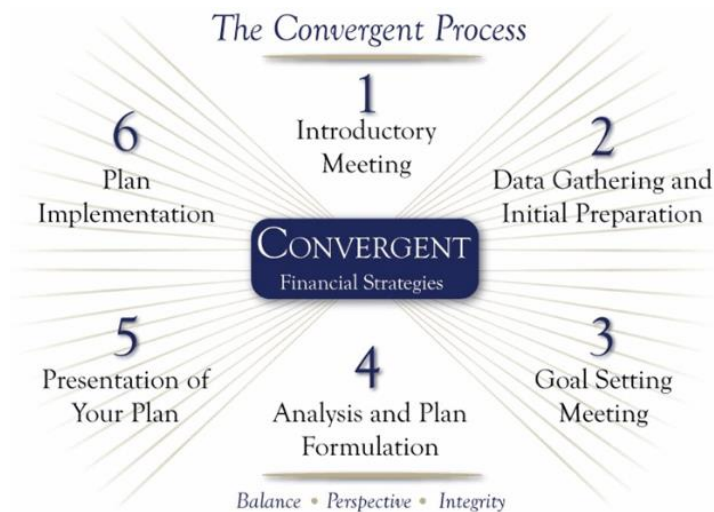 The Convergent Process
1
Introductory
Meeting
2
Data Gathering and
Initial Preparation
3
Goal Setting
Meeting
4
Analysis and Plan
Formulation
5
Presentation of
Your Plan
6
Plan
Implementation
CONVERGENT
Financial Strategies
Balance • Perspective • Integrity